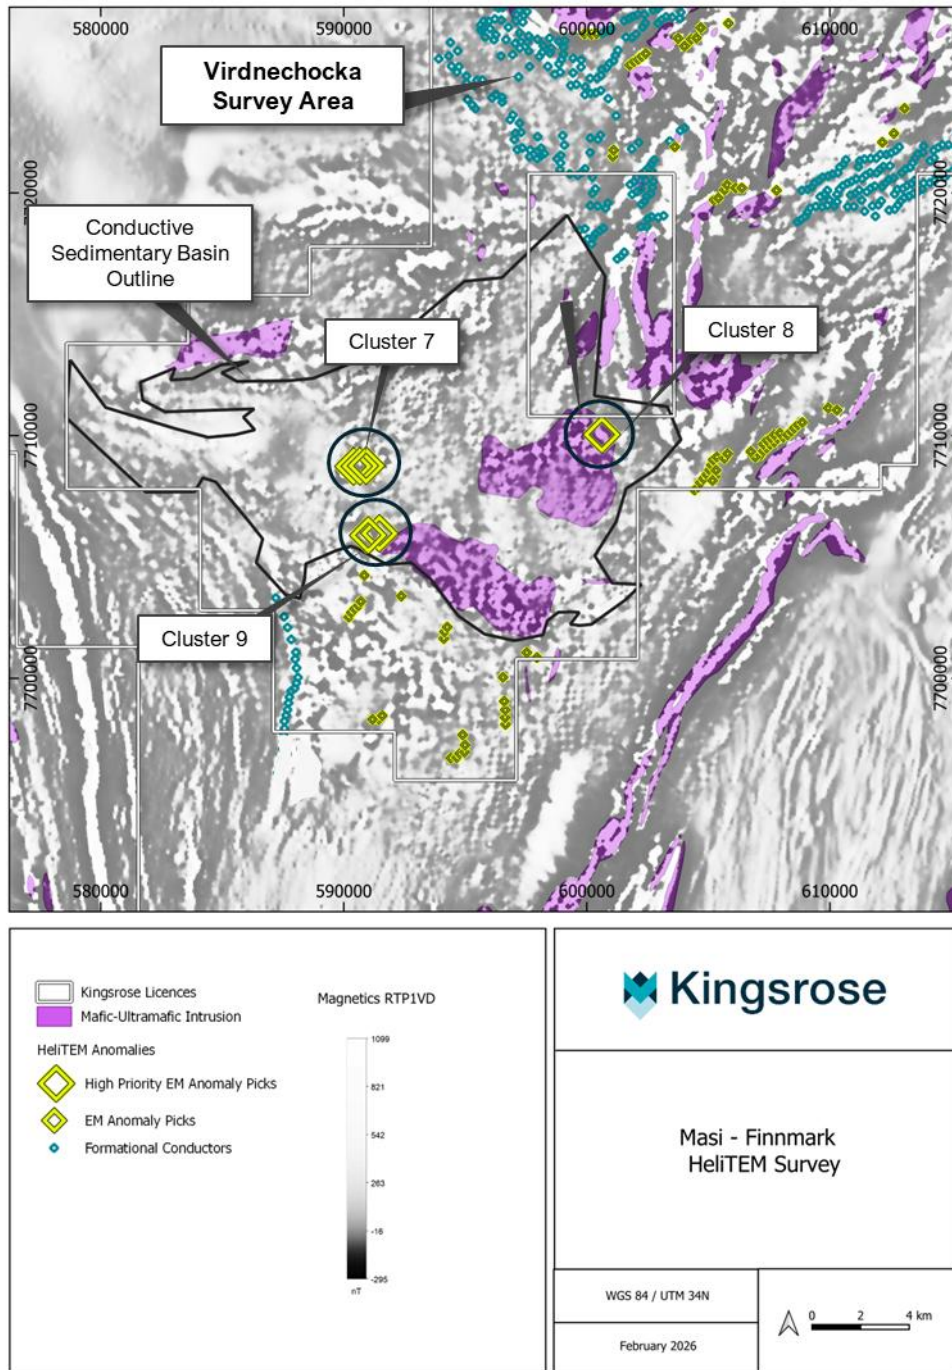 580000
590000
600000
610000
Virdnechocka
Survey Area
7720000
7720000
Conductive
Sedimentary Basin
Outline
Cluster 7
Cluster 8
7710000
7710000
Cluster 9
7700000
7700000
580000
590000
600000
610000
Kingsrose Licences
Mafic-Ultramafic Intrusion
HeliTEM Anomalies
High Priority EM Anomaly Picks
EM Anomaly Picks
Formational Conductors
Magnetics RTP1VD
1099
821
542
263
-16
-295
nT
Kingsrose
Masi - Finnmark
HeliTEM Survey
WGS 84 / UTM 34N
February 2026
0 2 4 km